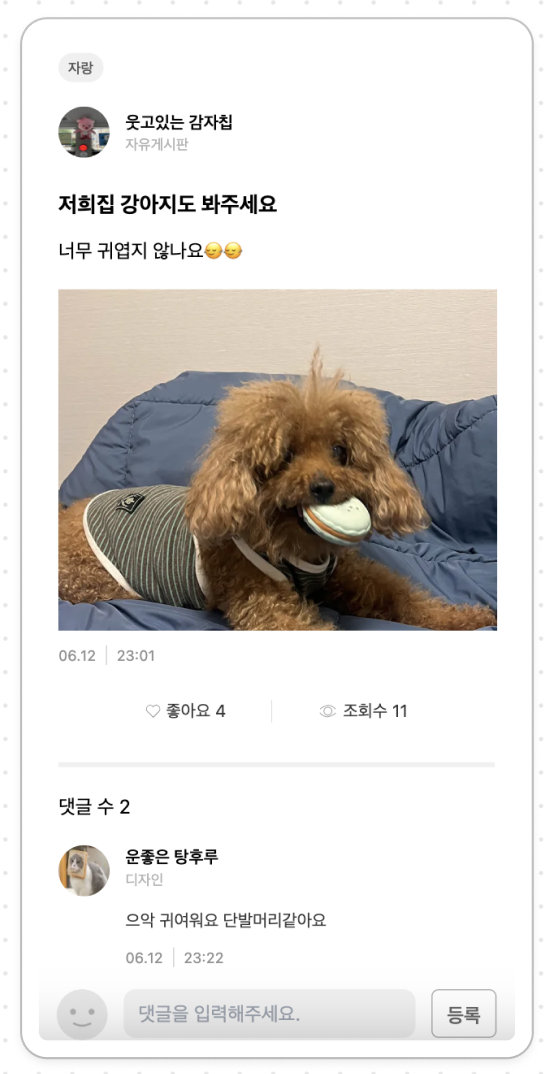 자랑
웃고있는 감자칩
자유게시판
저희집 강아지도 봐주세요
너무 귀엽지 않나요😏😏
06.12 | 23:01
좋아요 4 | 조회수 11
댓글 수 2
운좋은 탕후루
디자인
으악 귀여워요 단발머리같아요
06.12 | 23:22
댓글을 입력해주세요. 등록